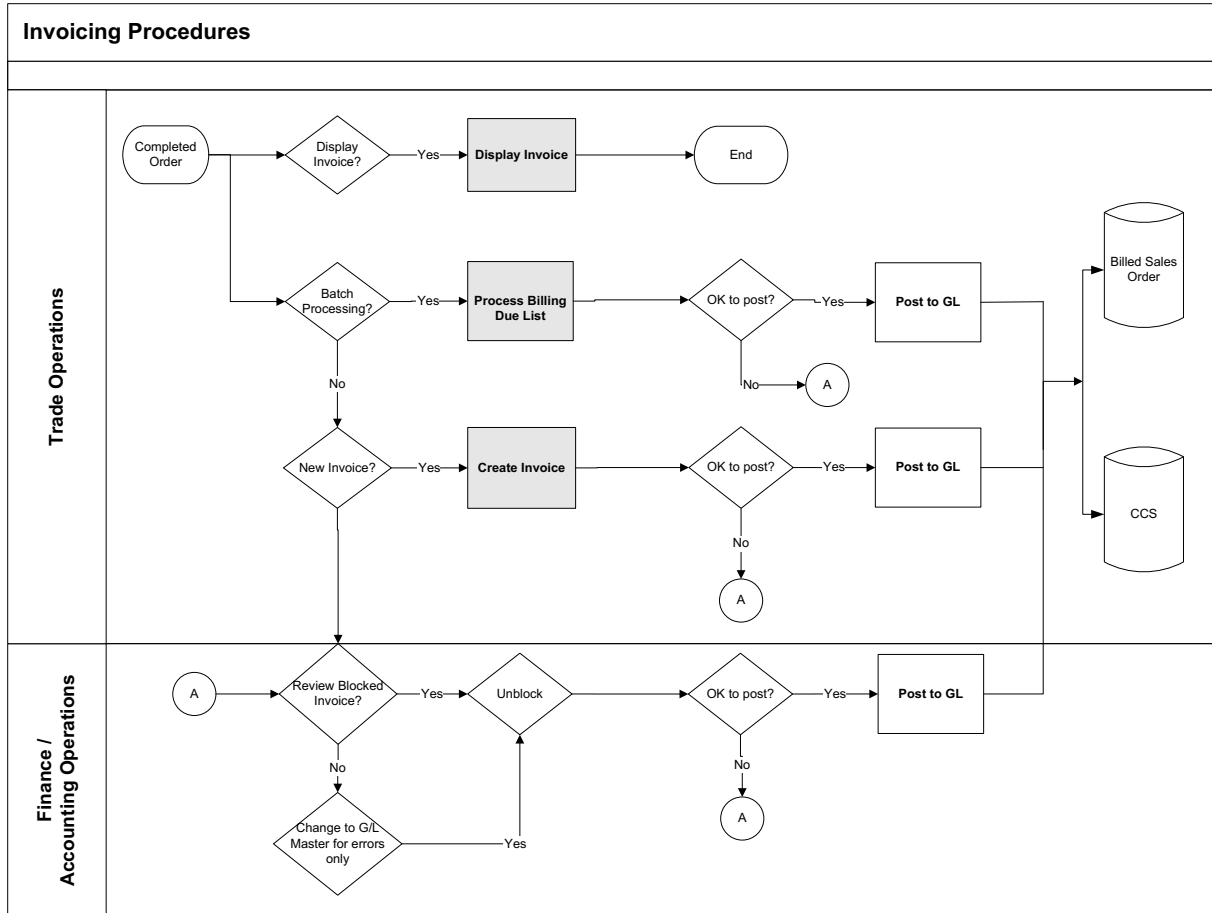 Invoicing Procedures
Trade Operations
Completed
Order
Display
Invoice?
Yes
Display Invoice
End
Batch
Processing?
Yes
Process Billing
Due List
OK to post?
Yes
Post to GL
Billed Sales
Order
No
No
A
New Invoice?
Yes
Create Invoice
OK to post?
Yes
Post to GL
CCS
No
A
Finance /
Accounting Operations
A
Review Blocked
Invoice?
Yes
Unblock
OK to post?
Yes
Post to GL
No
No
A
Change to G/L
Master for errors
only
Yes